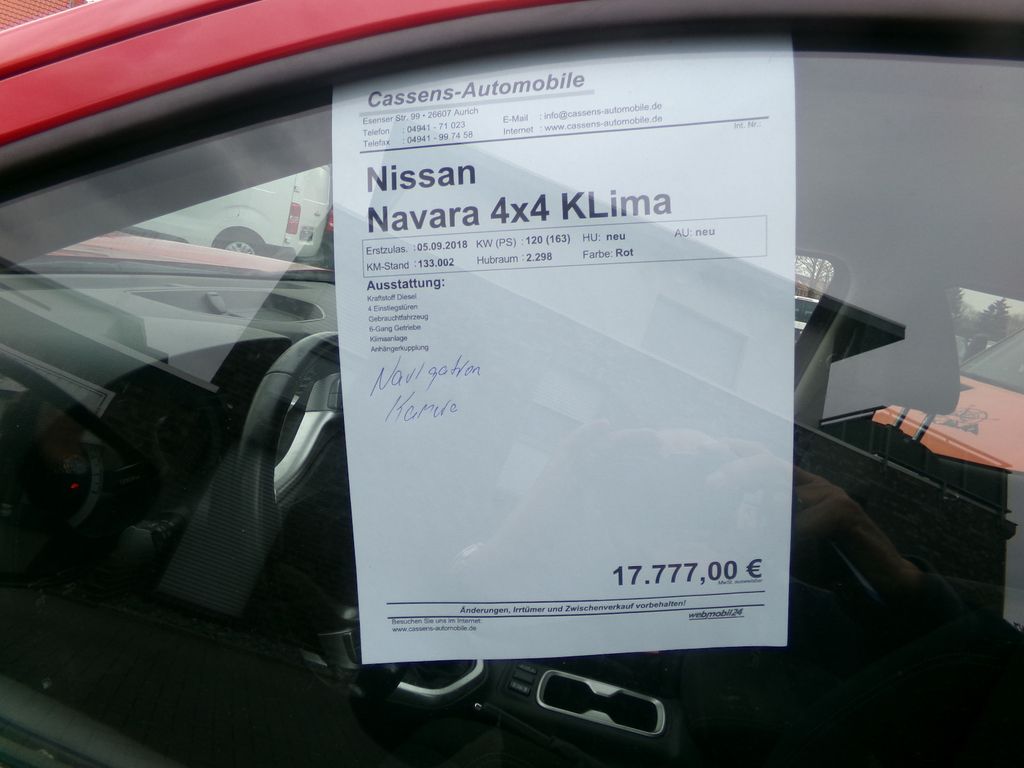 Cassens-Automobile
Esenser Str. 99 • 26607 Aurich
Telefon : 04941 - 71 023
Telefax : 04941 - 99 74 58
E-Mail : info@cassens-automobile.de
Internet : www.cassens-automobile.de
Int. Nr.:
Nissan
Navara 4x4 KLima
Erstzulas. : 05.09.2018 KW (PS) : 120 (163) HU: neu AU: neu
KM-Stand : 133.002 Hubraum : 2.298 Farbe: Rot
Ausstattung:
Kraftstoff Diesel
4 Einstiegstüren
Gebrauchtfahrzeug
6-Gang Getriebe
Klimaanlage
Anhängerkupplung
Navigation
Kamera
17.777,00 €
MwSt. ausweisbar
Änderungen, Irrtümer und Zwischenverkauf vorbehalten!
Besuchen Sie uns im Internet: webmobil24
www.cassens-automobile.de